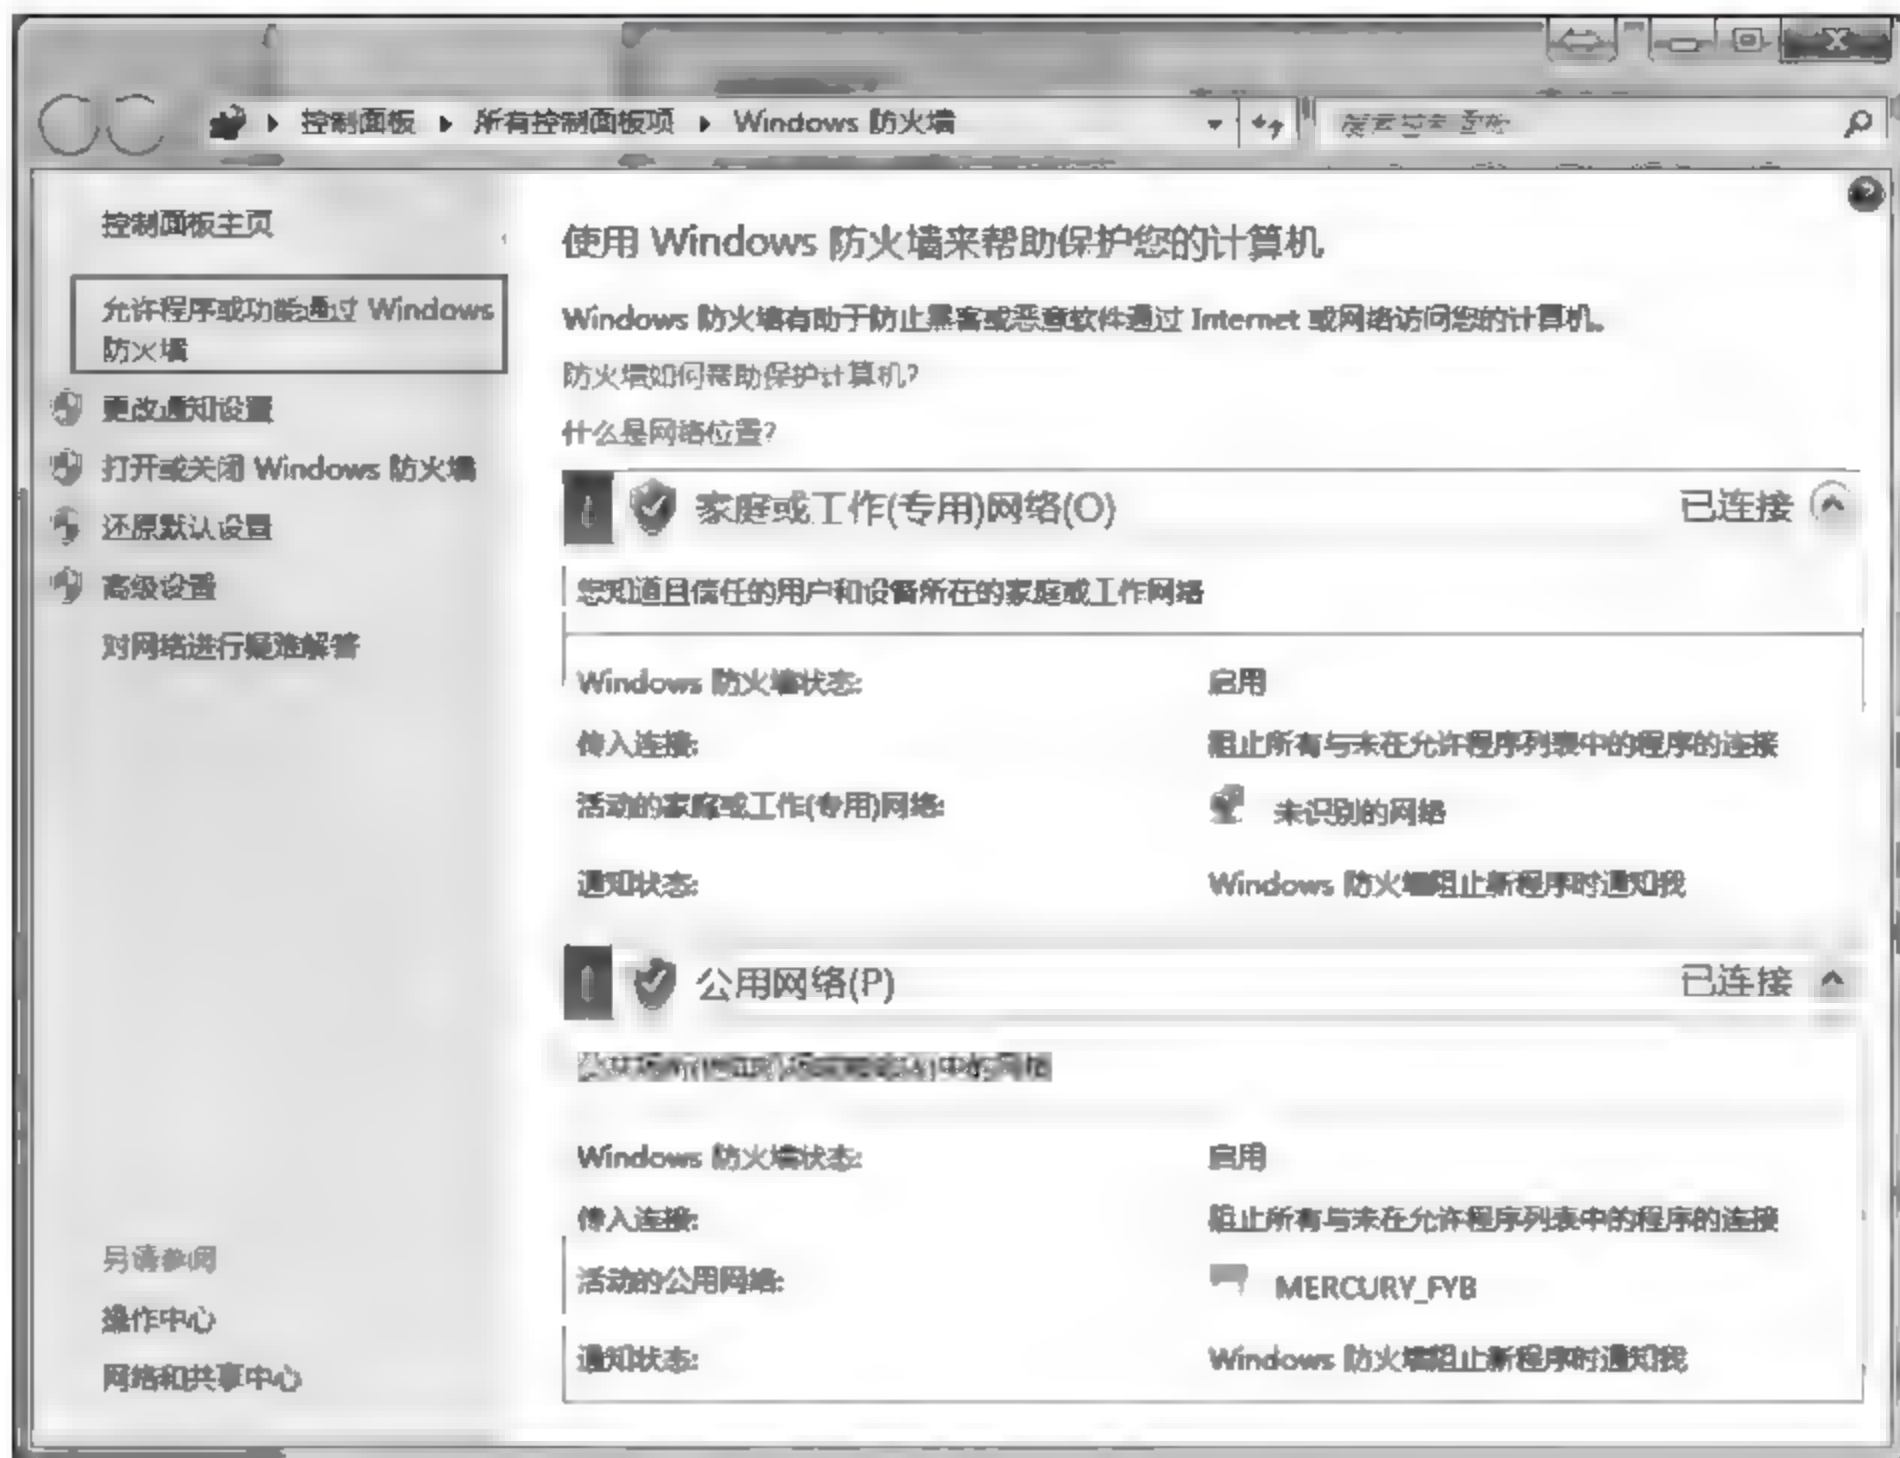 控制面板 ▸ 所有控制面板项 ▸ Windows 防火墙
搜索控制面板
控制面板主页
允许程序或功能通过 Windows
防火墙
更改通知设置
打开或关闭 Windows 防火墙
还原默认设置
高级设置
对网络进行疑难解答
另请参阅
操作中心
网络和共享中心
使用 Windows 防火墙来帮助保护您的计算机
Windows 防火墙有助于防止黑客或恶意软件通过 Internet 或网络访问您的计算机。
防火墙如何帮助保护计算机?
什么是网络位置?
家庭或工作(专用)网络(O) 已连接
您知道且信任的用户和设备所在的家庭或工作网络
Windows 防火墙状态: 启用
传入连接: 阻止所有与未在允许程序列表中的程序的连接
活动的家庭或工作(专用)网络: 未识别的网络
通知状态: Windows 防火墙阻止新程序时通知我
公用网络(P) 已连接
Windows 防火墙状态: 启用
传入连接: 阻止所有与未在允许程序列表中的程序的连接
活动的公用网络: MERCURY_FYB
通知状态: Windows 防火墙阻止新程序时通知我